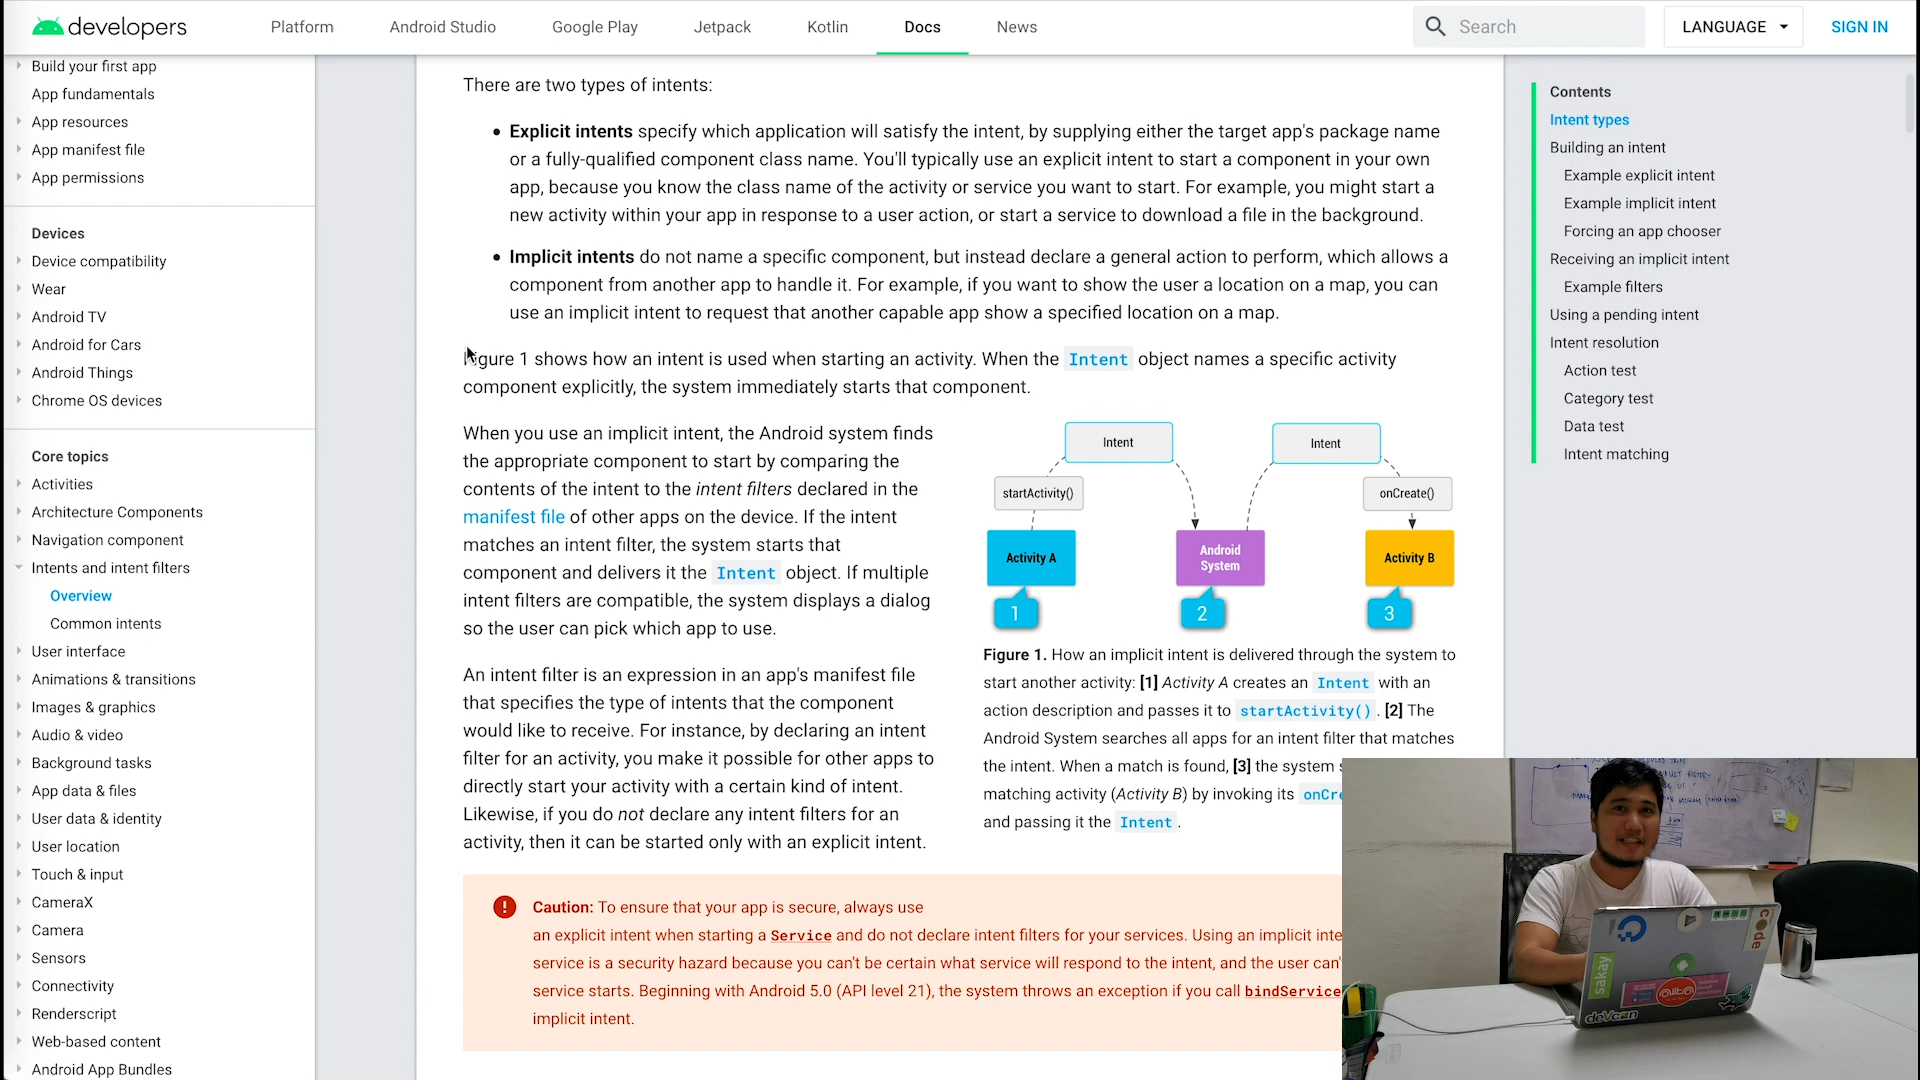 developers
Platform
Android Studio
Google Play
Jetpack
Kotlin
Docs
News
Search
LANGUAGE
SIGN IN
Build your first app
App fundamentals
App resources
App manifest file
App permissions
Devices
Device compatibility
Wear
Android TV
Android for Cars
Android Things
Chrome OS devices
Core topics
Activities
Architecture Components
Navigation component
Intents and intent filters
Overview
Common intents
User interface
Animations & transitions
Images & graphics
Audio & video
Background tasks
App data & files
User data & identity
User location
Touch & input
CameraX
Camera
Sensors
Connectivity
Renderscript
Web-based content
Android App Bundles
There are two types of intents:
Explicit intents specify which application will satisfy the intent, by supplying either the target app's package name
or a fully-qualified component class name. You'll typically use an explicit intent to start a component in your own
app, because you know the class name of the activity or service you want to start. For example, you might start a
new activity within your app in response to a user action, or start a service to download a file in the background.
Implicit intents do not name a specific component, but instead declare a general action to perform, which allows a
component from another app to handle it. For example, if you want to show the user a location on a map, you can
use an implicit intent to request that another capable app show a specified location on a map.
Figure 1 shows how an intent is used when starting an activity. When the Intent object names a specific activity
component explicitly, the system immediately starts that component.
When you use an implicit intent, the Android system finds
the appropriate component to start by comparing the
contents of the intent to the intent filters declared in the
manifest file of other apps on the device. If the intent
matches an intent filter, the system starts that
component and delivers it the Intent object. If multiple
intent filters are compatible, the system displays a dialog
so the user can pick which app to use.
An intent filter is an expression in an app's manifest file
that specifies the type of intents that the component
would like to receive. For instance, by declaring an intent
filter for an activity, you make it possible for other apps to
directly start your activity with a certain kind of intent.
Likewise, if you do not declare any intent filters for an
activity, then it can be started only with an explicit intent.
Intent
Intent
startActivity()
onCreate()
Activity A
Android
System
Activity B
1
2
3
Figure 1. How an implicit intent is delivered through the system to
start another activity: [1] Activity A creates an Intent with an
action description and passes it to startActivity(). [2] The
Android System searches all apps for an intent filter that matches
the intent. When a match is found, [3] the system s
matching activity (Activity B) by invoking its onCre
and passing it the Intent.
Caution: To ensure that your app is secure, always use
an explicit intent when starting a Service and do not declare intent filters for your services. Using an implicit inte
service is a security hazard because you can't be certain what service will respond to the intent, and the user can'
service starts. Beginning with Android 5.0 (API level 21), the system throws an exception if you call bindService
implicit intent.
Contents
Intent types
Building an intent
Example explicit intent
Example implicit intent
Forcing an app chooser
Receiving an implicit intent
Example filters
Using a pending intent
Intent resolution
Action test
Category test
Data test
Intent matching
sakay
devcon